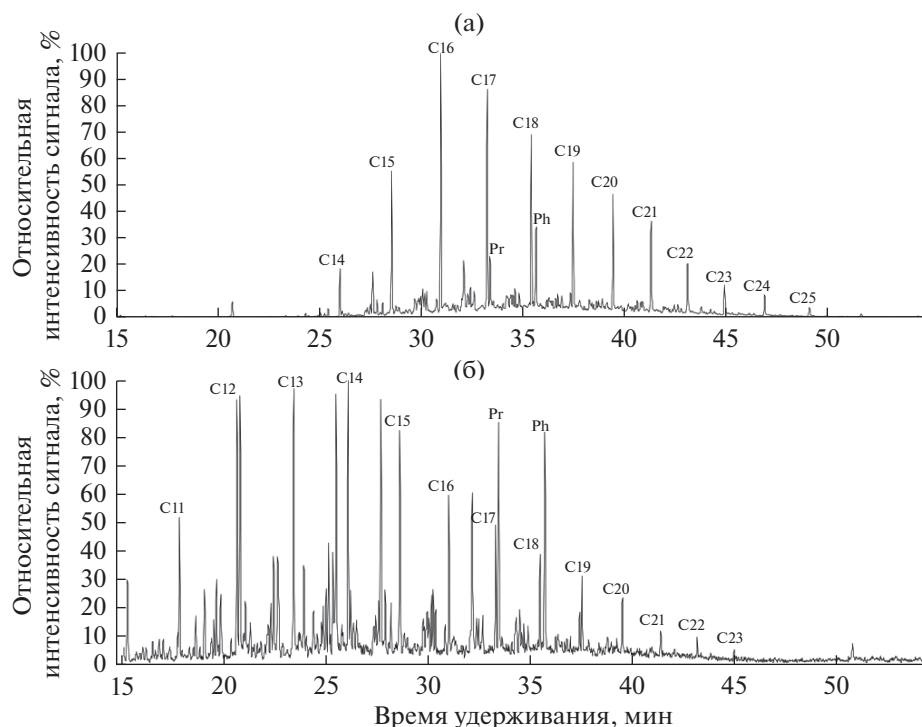 (а)
Относительная
интенсивность сигнала, %
100
90
80
70
60
50
40
30
20
10
0
C14
C15
C16
C17
Pr
C18
Ph
C19
C20
C21
C22
C23
C24
C25
15 20 25 30 35 40 45 50
(б)
Относительная
интенсивность сигнала, %
100
90
80
70
60
50
40
30
20
10
0
C11
C12
C13
C14
C15
C16
C17
Pr
C18
Ph
C19
C20
C21
C22
C23
15 20 25 30 35 40 45 50
Время удерживания, мин